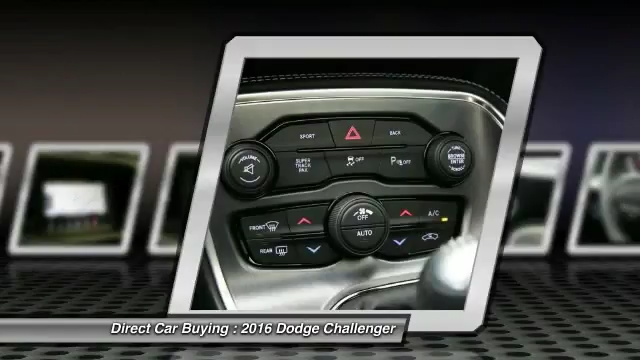 SPORT
BACK
VOLUME
SUPER
TRACK
PAK
OFF
P OFF
TUNE
BROWSE
ENTER
FRONT
OFF
A/C
AUTO
REAR
Direct Car Buying : 2016 Dodge Challenger